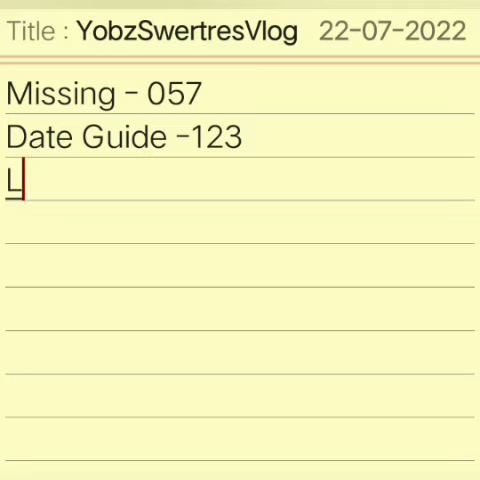 Title : YobzSwertresVlog 22-07-2022
Missing - 057
Date Guide -123
L